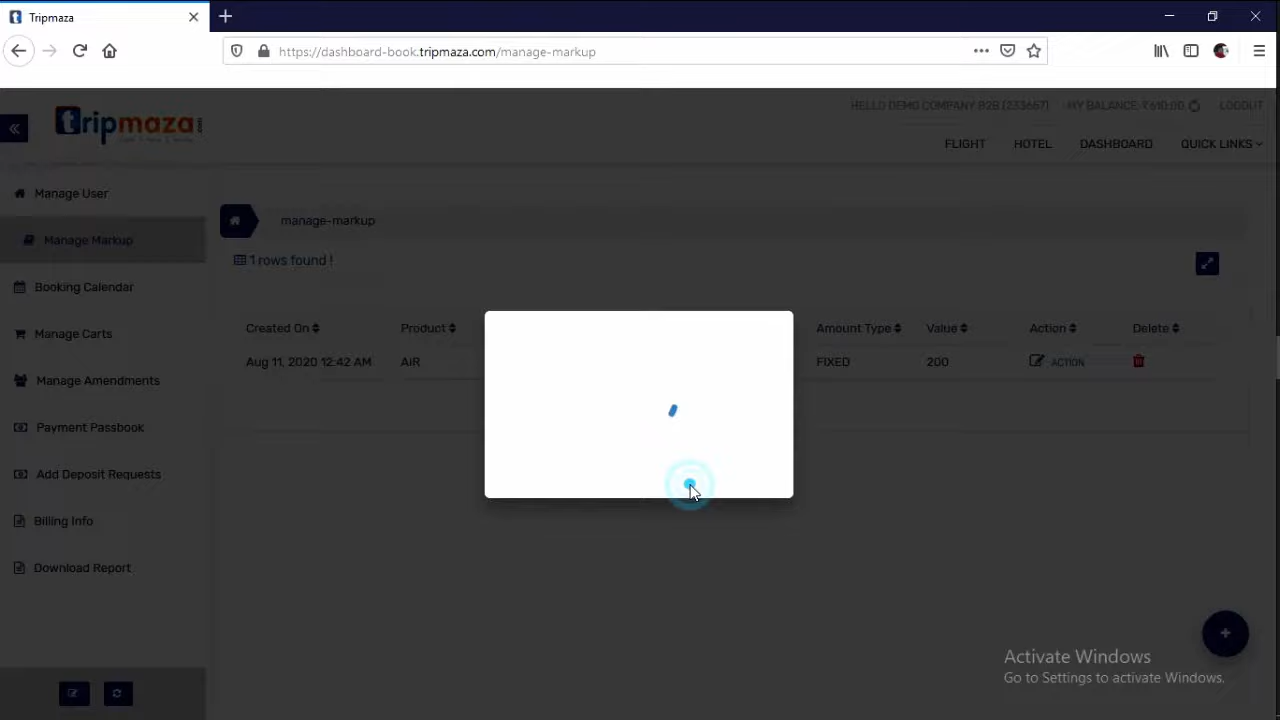 Tripmaza
https://dashboard-book.tripmaza.com/manage-markup
HELLO DEMO COMPANY B2B (233667) MY BALANCE: ₹ 610.00 LOGOUT
tripmaza
FLIGHT HOTEL DASHBOARD QUICK LINKS
Manage User
Manage Markup
Booking Calendar
Manage Carts
Manage Amendments
Payment Passbook
Add Deposit Requests
Billing Info
Download Report
manage-markup
1 rows found !
Created On Product Amount Type Value Action Delete
Aug 11, 2020 12:42 AM AIR FIXED 200 ACTION
Activate Windows
Go to Settings to activate Windows.